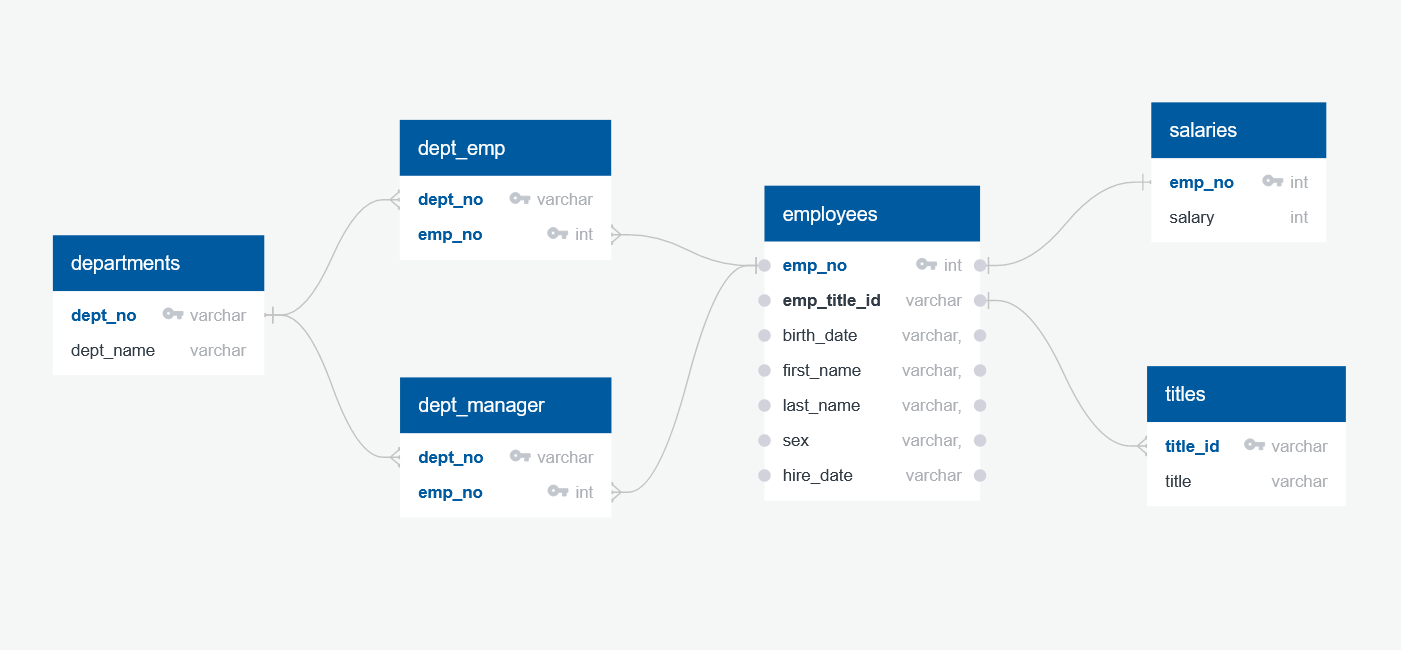 departments
dept_no varchar
dept_name varchar
dept_emp
dept_no varchar
emp_no int
dept_manager
dept_no varchar
emp_no int
employees
emp_no int
emp_title_id varchar
birth_date varchar,
first_name varchar,
last_name varchar,
sex varchar,
hire_date varchar
salaries
emp_no int
salary int
titles
title_id varchar
title varchar